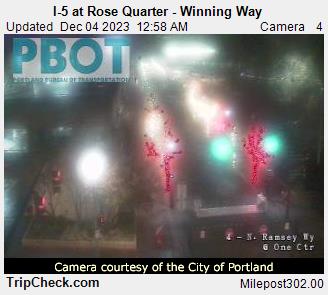 I-5 at Rose Quarter - Winning Way
Updated Dec 04 2023 12:58 AM Camera 4
PBOT
PORTLAND BUREAU OF TRANSPORTATION
4 - N. Ramsey Wy
@ One Ctr
Camera courtesy of the City of Portland
TripCheck.com Milepost302.00